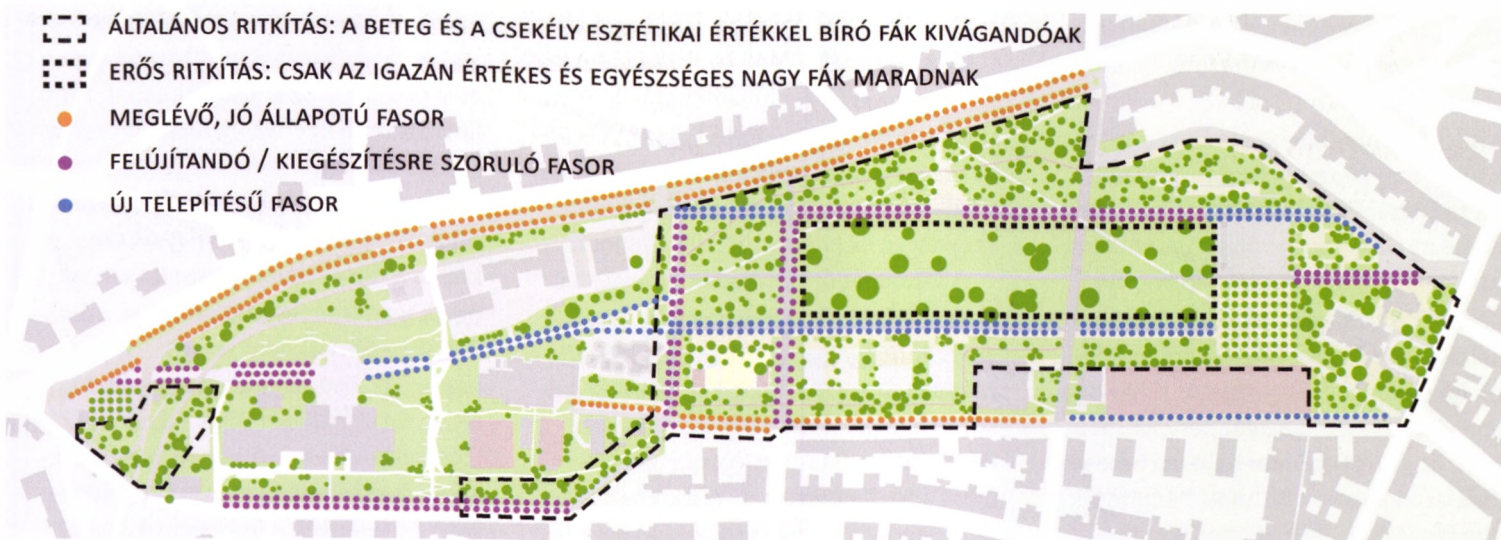 ÁLTALÁNOS RITKÍTÁS: A BETEG ÉS A CSEKÉLY ESZTÉTIKAI ÉRTÉKKEL BÍRÓ FÁK KIVÁGANDÓAK
ERŐS RITKÍTÁS: CSAK AZ IGAZÁN ÉRTÉKES ÉS EGYÉSZSÉGES NAGY FÁK MARADNAK
MEGLÉVŐ, JÓ ÁLLAPOTÚ FASOR
FELÚJÍTANDÓ / KIEGÉSZÍTÉSRE SZORULÓ FASOR
ÚJ TELEPÍTÉSŰ FASOR